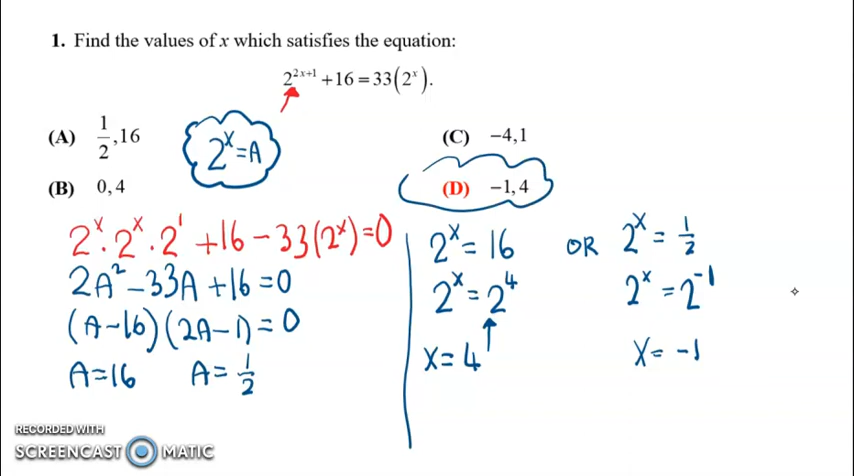 1. Find the values of x which satisfies the equation:
2^{2x+1} + 16 = 33(2^x).
(A) 1/2, 16
(C) −4, 1
2^x = A
(B) 0, 4
(D) −1, 4
2^x · 2^x · 2^1 + 16 − 33(2^x) = 0
2A^2 − 33A + 16 = 0
(A − 16)(2A − 1) = 0
A = 16 A = 1/2
2^x = 16 OR 2^x = 1/2
2^x = 2^4 2^x = 2^{−1}
x = 4 x = −1
RECORDED WITH
SCREENCAST MATIC